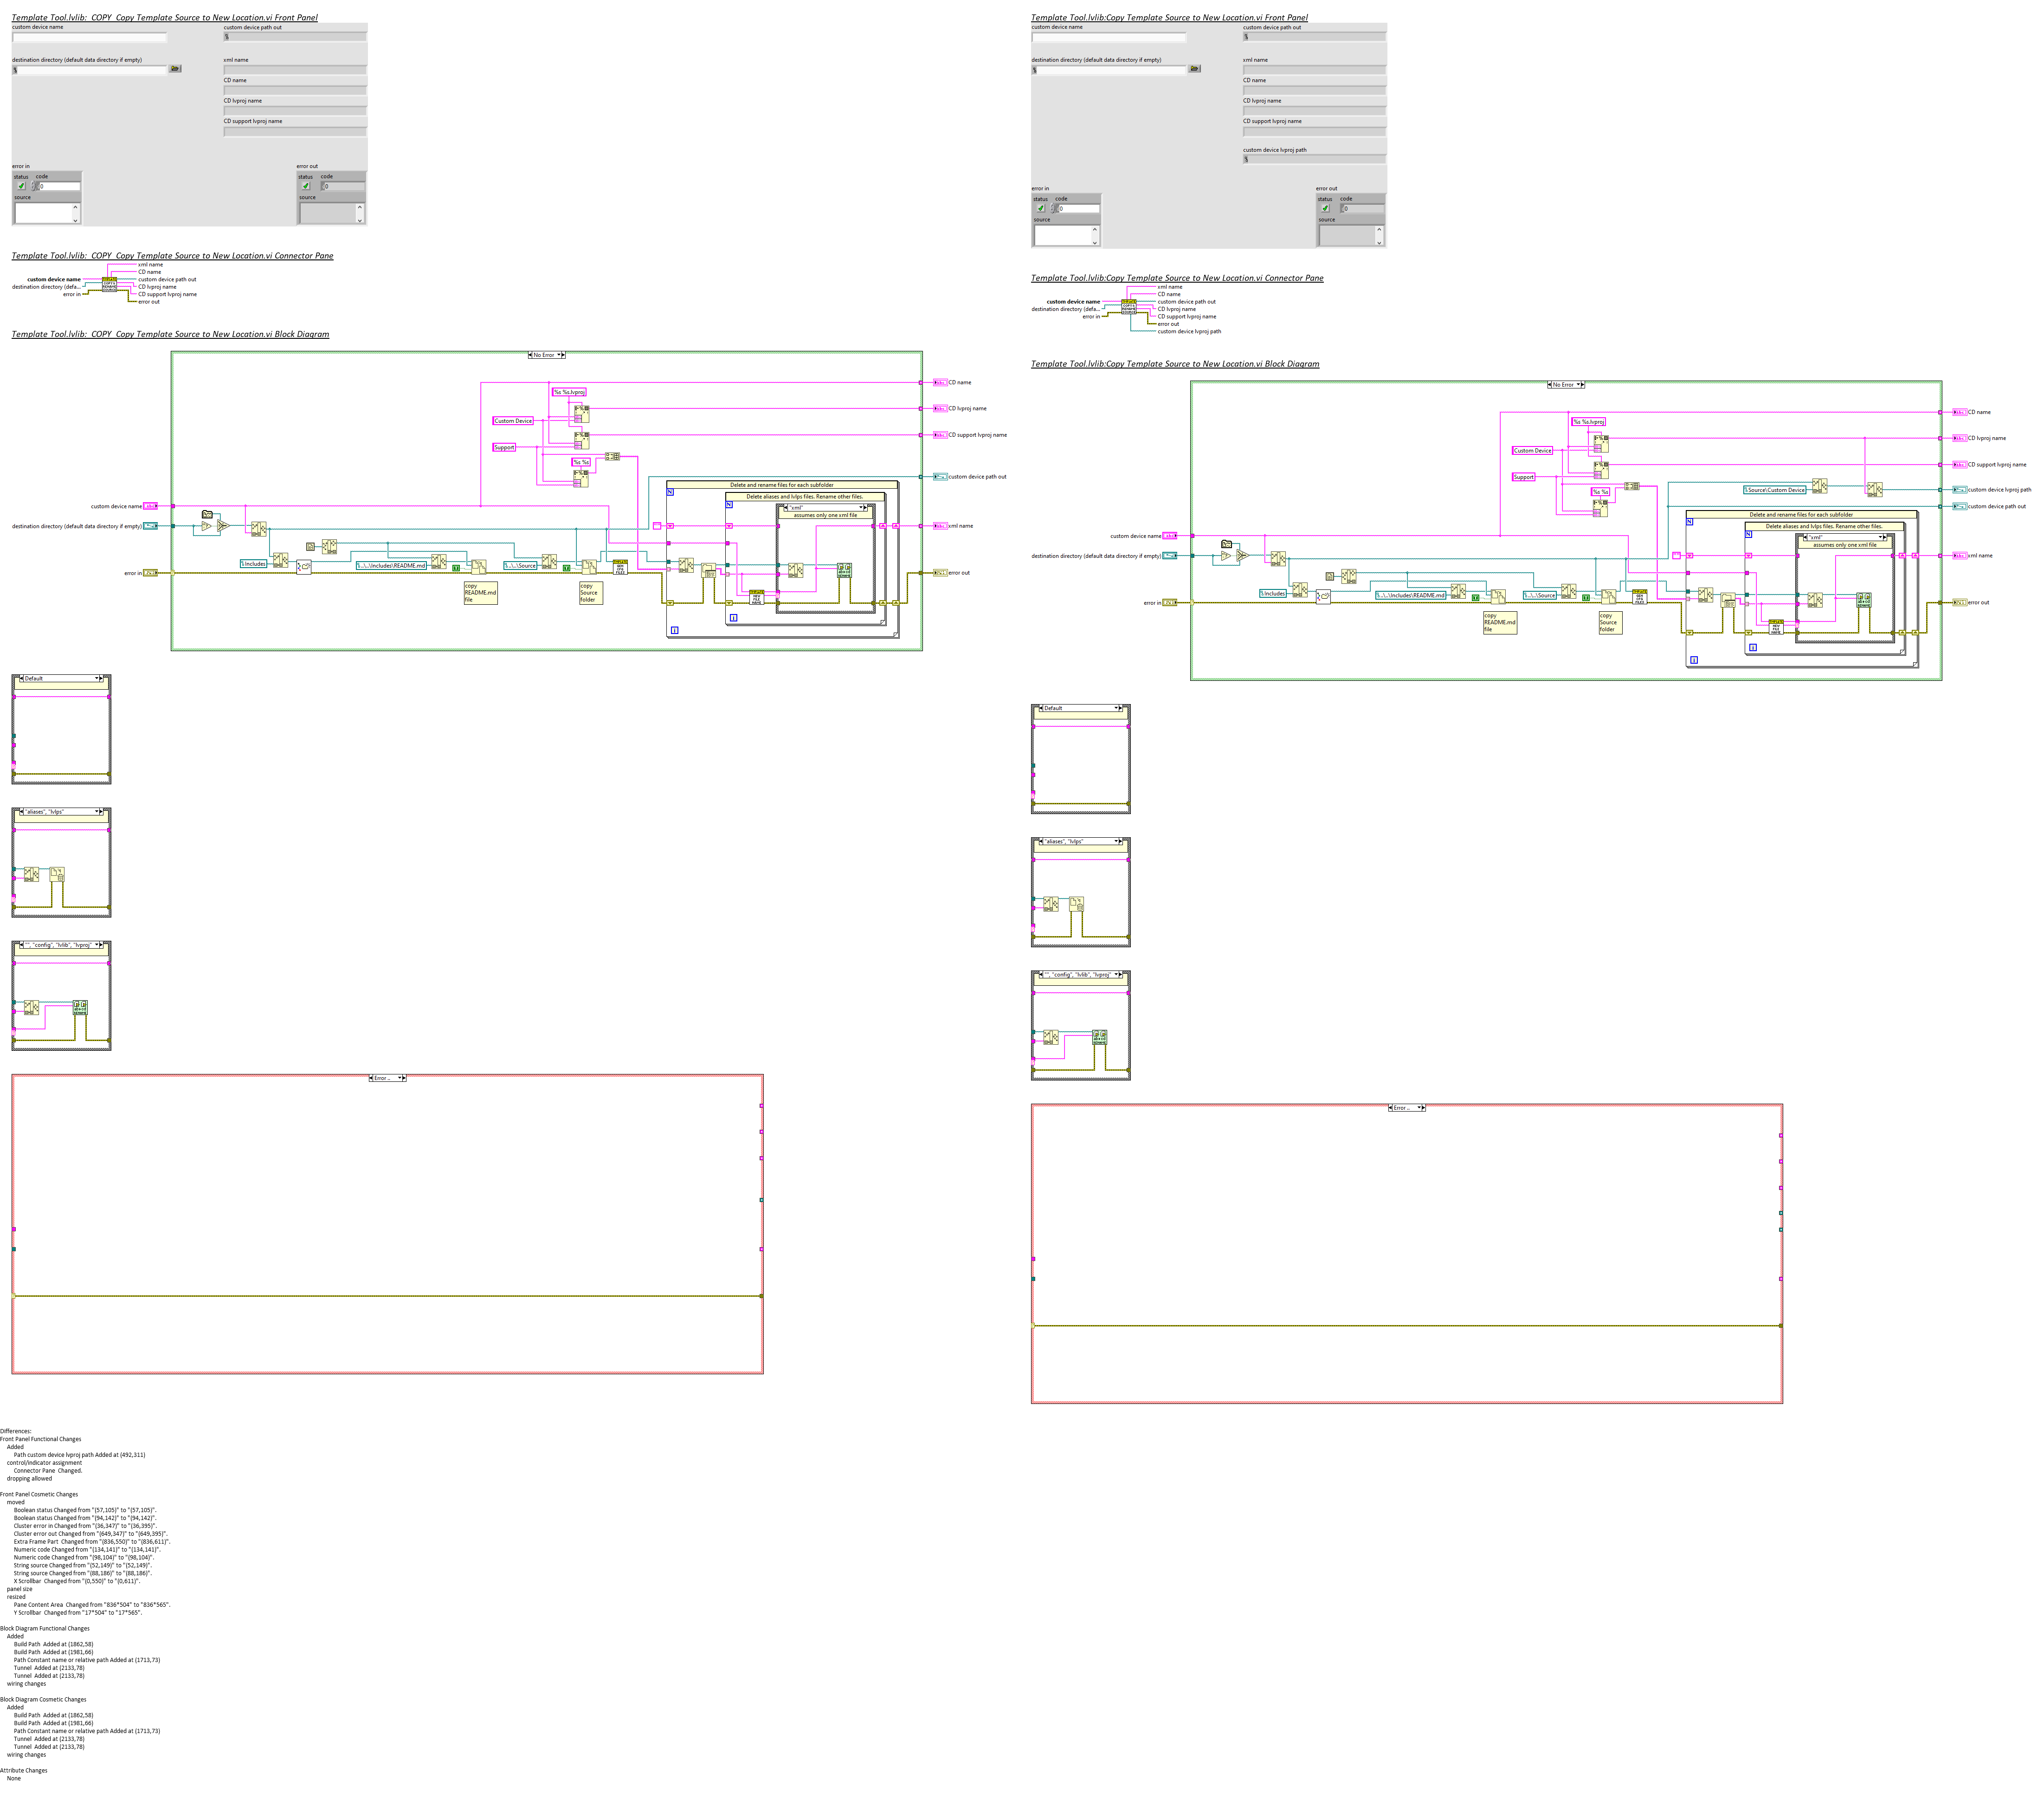 Template Tool.lvlib:_COPY_Copy Template Source to New Location.vi Front Panel
custom device name
custom device path out
destination directory (default data directory if empty)
xml name
CD name
CD lvproj name
CD support lvproj name
error in
error out
status code
0
source
status code
0
source
Template Tool.lvlib:_COPY_Copy Template Source to New Location.vi Connector Pane
xml name
CD name
custom device name
custom device path out
destination directory (defa...
CD lvproj name
error in
CD support lvproj name
error out
Template Tool.lvlib:_COPY_Copy Template Source to New Location.vi Block Diagram
No Error
CD name
%s %s.lvproj
CD lvproj name
Custom Device
CD support lvproj name
Support
%s %s
custom device path out
Delete and rename files for each subfolder
N
Delete aliases and lvlps files. Rename other files.
N
"xml"
assumes only one xml file
custom device name
destination directory (default data directory if empty)
xml name
Includes
..\..\Includes\README.md
..\..\Source
error in
error out
copy
README.md
file
copy
Source
folder
i
i
Default
"aliases", "lvlps"
"", "config", "lvlib", "lvproj"
Error
Template Tool.lvlib:Copy Template Source to New Location.vi Front Panel
custom device name
custom device path out
destination directory (default data directory if empty)
xml name
CD name
CD lvproj name
CD support lvproj name
custom device lvproj path
error in
error out
status code
0
source
status code
0
source
Template Tool.lvlib:Copy Template Source to New Location.vi Connector Pane
xml name
CD name
custom device name
custom device path out
destination directory (defa...
CD lvproj name
error in
CD support lvproj name
error out
custom device lvproj path
Template Tool.lvlib:Copy Template Source to New Location.vi Block Diagram
No Error
CD name
%s %s.lvproj
CD lvproj name
Custom Device
CD support lvproj name
Support
%s %s
Source\Custom Device
custom device lvproj path
custom device path out
Delete and rename files for each subfolder
N
Delete aliases and lvlps files. Rename other files.
N
"xml"
assumes only one xml file
custom device name
destination directory (default data directory if empty)
xml name
Includes
..\..\Includes\README.md
..\..\Source
error in
error out
copy
README.md
file
copy
Source
folder
i
i
Default
"aliases", "lvlps"
"", "config", "lvlib", "lvproj"
Error
Differences:
Front Panel Functional Changes
Added
Path custom device lvproj path Added at (492,311)
control/indicator assignment
Connector Pane Changed.
dropping allowed
Front Panel Cosmetic Changes
moved
Boolean status Changed from "(57,105)" to "(57,105)".
Boolean status Changed from "(94,142)" to "(94,142)".
Cluster error in Changed from "(36,347)" to "(36,395)".
Cluster error out Changed from "(649,347)" to "(649,395)".
Extra Frame Part Changed from "(836,550)" to "(836,611)".
Numeric code Changed from "(134,141)" to "(134,141)".
Numeric code Changed from "(98,104)" to "(98,104)".
String source Changed from "(52,149)" to "(52,149)".
String source Changed from "(88,186)" to "(88,186)".
X Scrollbar Changed from "(0,550)" to "(0,611)".
panel size
resized
Pane Content Area Changed from "836*504" to "836*565".
Y Scrollbar Changed from "17*504" to "17*565".
Block Diagram Functional Changes
Added
Build Path Added at (1862,58)
Build Path Added at (1981,66)
Path Constant name or relative path Added at (1713,73)
Tunnel Added at (2133,78)
Tunnel Added at (2133,78)
wiring changes
Block Diagram Cosmetic Changes
Added
Build Path Added at (1862,58)
Build Path Added at (1981,66)
Path Constant name or relative path Added at (1713,73)
Tunnel Added at (2133,78)
Tunnel Added at (2133,78)
wiring changes
Attribute Changes
None